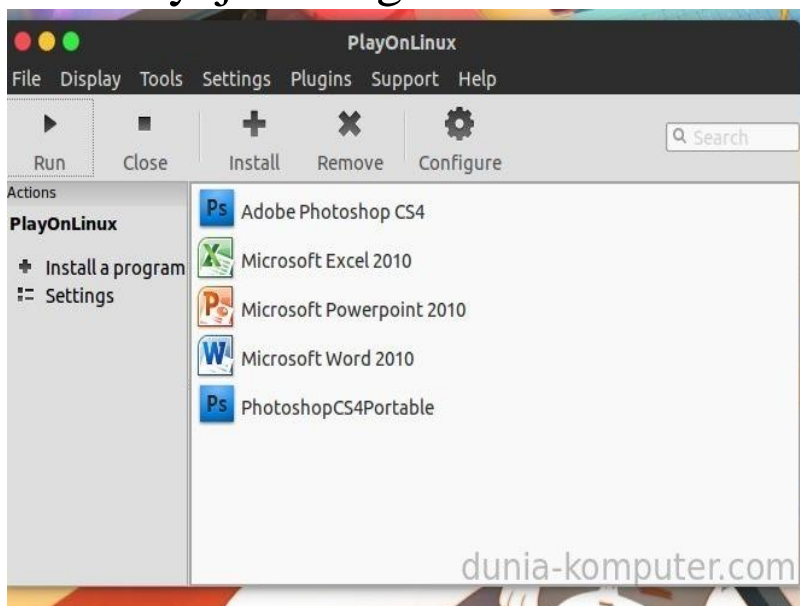 PlayOnLinux
File Display Tools Settings Plugins Support Help
Run Close Install Remove Configure Search
Actions
PlayOnLinux
Install a program
Settings
Ps Adobe Photoshop CS4
Microsoft Excel 2010
Microsoft Powerpoint 2010
W Microsoft Word 2010
Ps PhotoshopCS4Portable
dunia-komputer.com